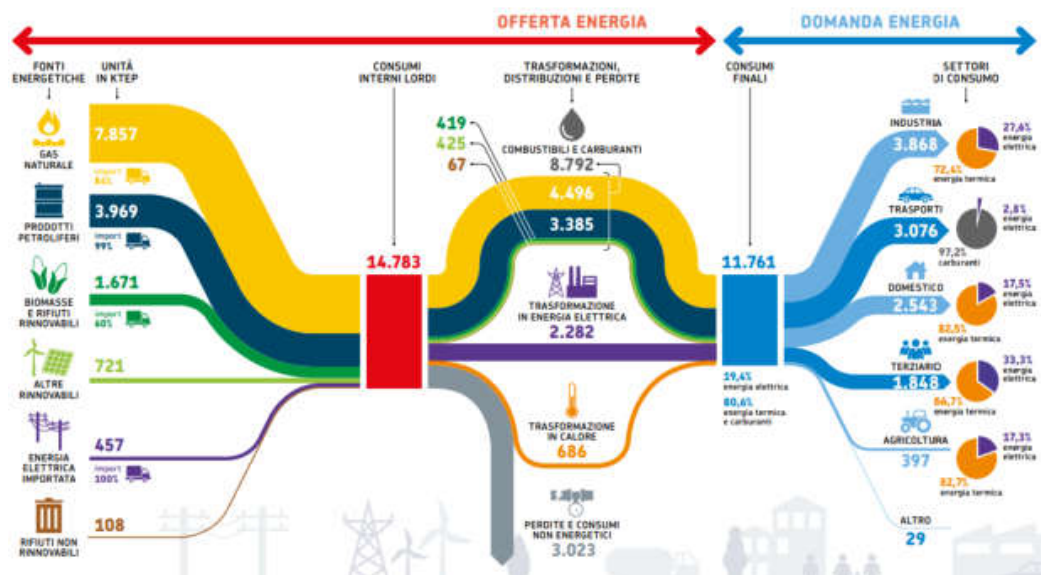 OFFERTA ENERGIA
DOMANDA ENERGIA
FONTI
ENERGETICHE
UNITÀ
IN KTEP
CONSUMI
INTERNI LORDI
TRASFORMAZIONI,
DISTRIBUZIONI E PERDITE
CONSUMI
FINALI
SETTORI
DI CONSUMO
GAS
NATURALE
7.857
import
PRODOTTI
PETROLIFERI
3.969
import
99%
BIOMASSE
E RIFIUTI
RINNOVABILI
1.671
import
60%
ALTRE
RINNOVABILI
721
ENERGIA
ELETTRICA
IMPORTATA
457
import
100%
RIFIUTI NON
RINNOVABILI
108
14.783
419
425
67
COMBUSTIBILI E CARBURANTI
8.792
4.496
3.385
TRASFORMAZIONE
IN ENERGIA ELETTRICA
2.282
TRASFORMAZIONE
IN CALORE
686
PERDITE E CONSUMI
NON ENERGETICI
3.023
11.761
19,4%
energia elettrica
80,6%
energia termica
e carburanti
INDUSTRIA
3.868
27,6%
energia
elettrica
72,4%
energia termica
TRASPORTI
3.076
2,8%
energia
elettrica
97,2%
carburanti
DOMESTICO
2.543
17,5%
energia
elettrica
82,5%
energia termica
TERZIARIO
1.848
33,3%
energia
elettrica
66,7%
energia termica
AGRICOLTURA
397
17,3%
energia
elettrica
82,7%
energia termica
ALTRO
29